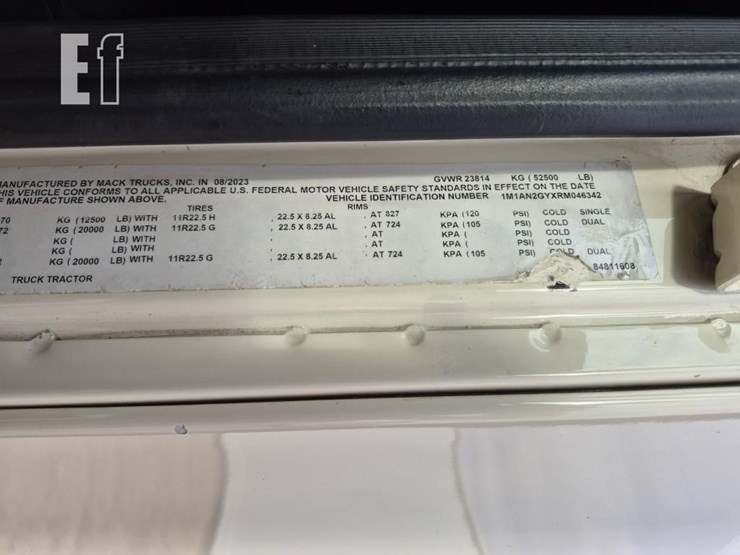 Ef
MANUFACTURED BY MACK TRUCKS, INC. IN 08/2023 GVWR 23814 KG (52500 LB)
THIS VEHICLE CONFORMS TO ALL APPLICABLE U.S. FEDERAL MOTOR VEHICLE SAFETY STANDARDS IN EFFECT ON THE DATE
OF MANUFACTURE SHOWN ABOVE. VEHICLE IDENTIFICATION NUMBER 1M1AN2GYXRM046342
TIRES RIMS
70 KG (12500 LB) WITH 11R22.5 H , 22.5 X 8.25 AL , AT 827 KPA (120 PSI) COLD SINGLE
72 KG (20000 LB) WITH 11R22.5 G , 22.5 X 8.25 AL , AT 724 KPA (105 PSI) COLD DUAL
KG ( LB) WITH , , AT KPA ( PSI) COLD
KG ( LB) WITH , , AT KPA ( PSI) COLD
2 KG (20000 LB) WITH 11R22.5 G , 22.5 X 8.25 AL , AT 724 KPA (105 PSI) COLD DUAL
TRUCK TRACTOR 84811608